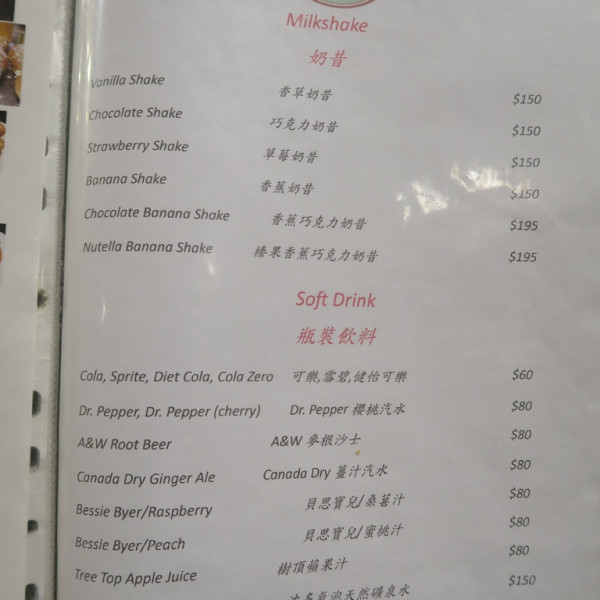 Milkshake
奶昔
Vanilla Shake 香草奶昔 $150
Chocolate Shake 巧克力奶昔 $150
Strawberry Shake 草莓奶昔 $150
Banana Shake 香蕉奶昔 $150
Chocolate Banana Shake 香蕉巧克力奶昔 $195
Nutella Banana Shake 榛果香蕉巧克力奶昔 $195
Soft Drink
瓶裝飲料
Cola, Sprite, Diet Cola, Cola Zero 可樂,雪碧,健怡可樂 $60
Dr. Pepper, Dr. Pepper (cherry) Dr. Pepper 櫻桃汽水 $80
A&W Root Beer A&W 麥根沙士 $80
Canada Dry Ginger Ale Canada Dry 薑汁汽水 $80
Bessie Byer/Raspberry 貝思寶兒/桑葚汁 $80
Bessie Byer/Peach 貝思寶兒/蜜桃汁 $80
Tree Top Apple Juice 樹頂蘋果汁 $80
天然礦泉水 $150